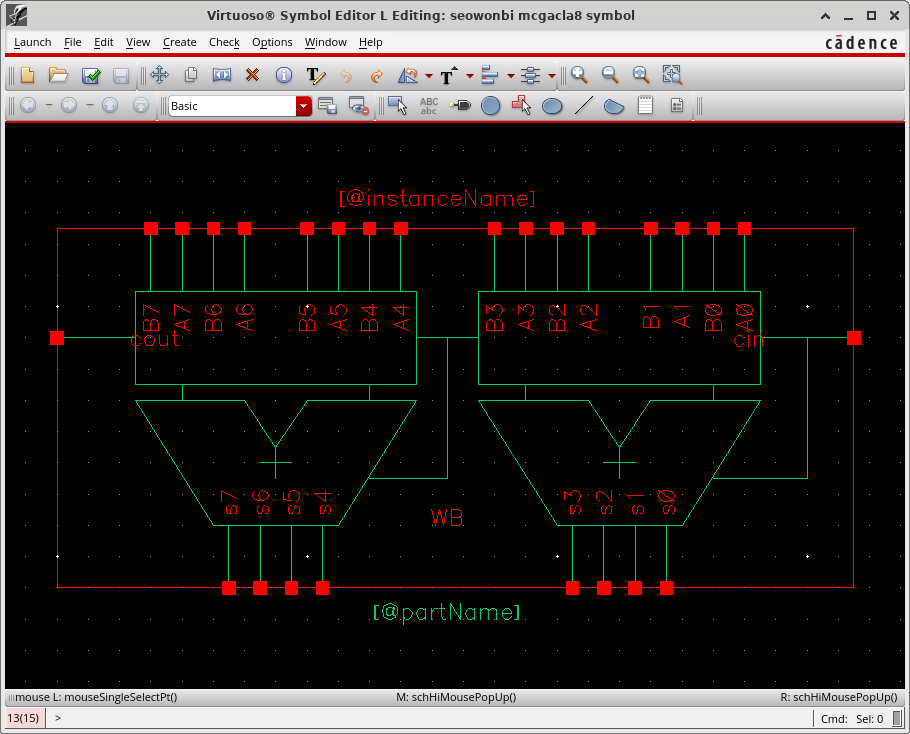 Virtuoso® Symbol Editor L Editing: seowonbi mcgacla8 symbol
Launch File Edit View Create Check Options Window Help
cādence
Basic
ABC
abc
[@instanceName]
B7 A7 B6 A6 B5 A5 B4 A4 B3 A3 B2 A2 B1 A1 B0 A0
cout cin
s7 s6 s5 s4 s3 s2 s1 s0
WB
[@partName]
mouse L: mouseSingleSelectPt() M: schHiMousePopUp() R: schHiMousePopUp()
13(15) > Cmd: Sel: 0